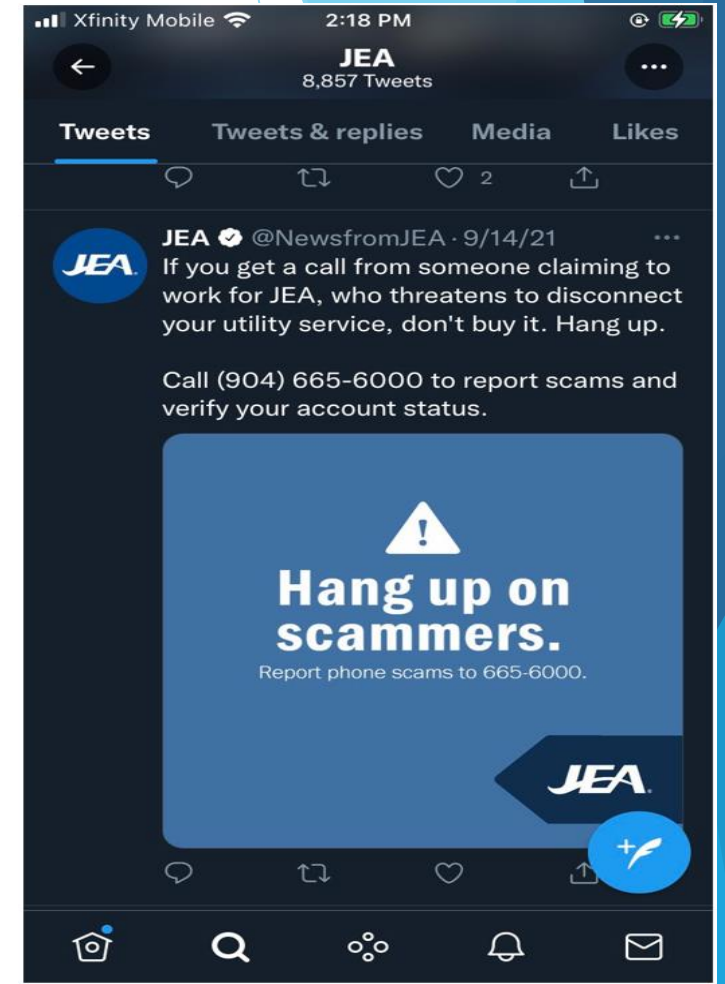 Xfinity Mobile 2:18 PM
JEA
8,857 Tweets
Tweets Tweets & replies Media Likes
2
JEA @NewsfromJEA · 9/14/21
JEA.
If you get a call from someone claiming to
work for JEA, who threatens to disconnect
your utility service, don't buy it. Hang up.
Call (904) 665-6000 to report scams and
verify your account status.
Hang up on
scammers.
Report phone scams to 665-6000.
JEA.